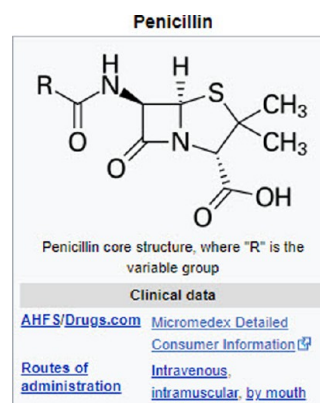 Penicillin
H
R N H S CH3
CH3
O N
O
OH
O
Penicillin core structure, where "R" is the
variable group
Clinical data
AHFS/Drugs.com Micromedex Detailed
Consumer Information
Routes of Intravenous,
administration intramuscular, by mouth